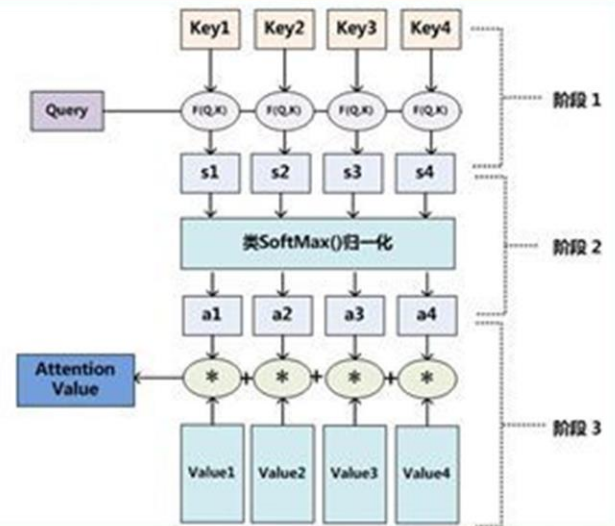 Key1 Key2 Key3 Key4
Query F(Q,K) F(Q,K) F(Q,K) F(Q,K) 阶段 1
s1 s2 s3 s4
类SoftMax()归一化 阶段 2
a1 a2 a3 a4
Attention
Value
* + * + * + *
阶段 3
Value1 Value2 Value3 Value4